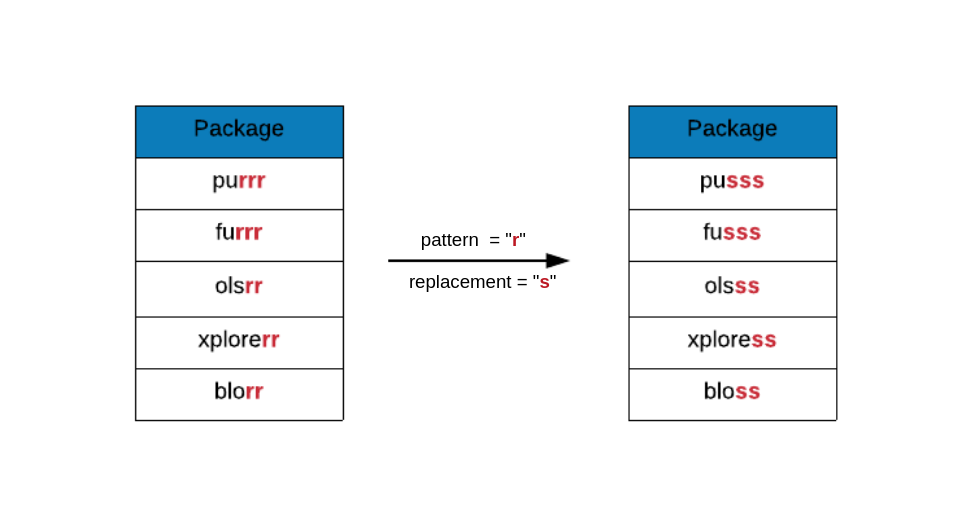 Package
purrr
furrr
olsrr
xplorerr
blorr
pattern  = "r"
replacement = "s"
Package
pusss
fusss
olsss
xploress
bloss